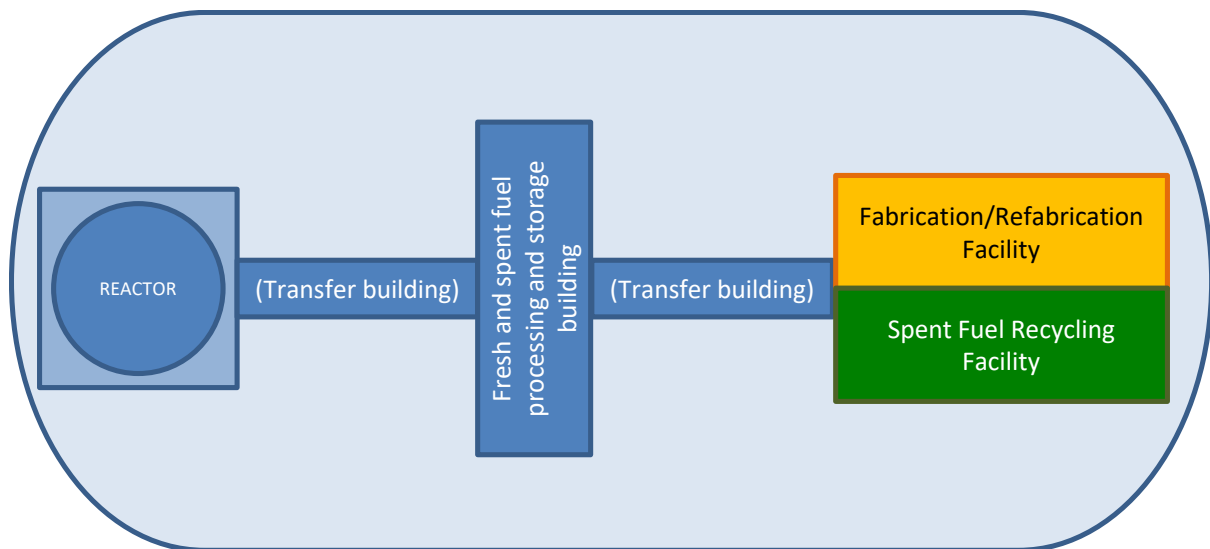 REACTOR
(Transfer building)
Fresh and spent fuel
processing and storage
building
(Transfer building)
Fabrication/Refabrication
Facility
Spent Fuel Recycling
Facility